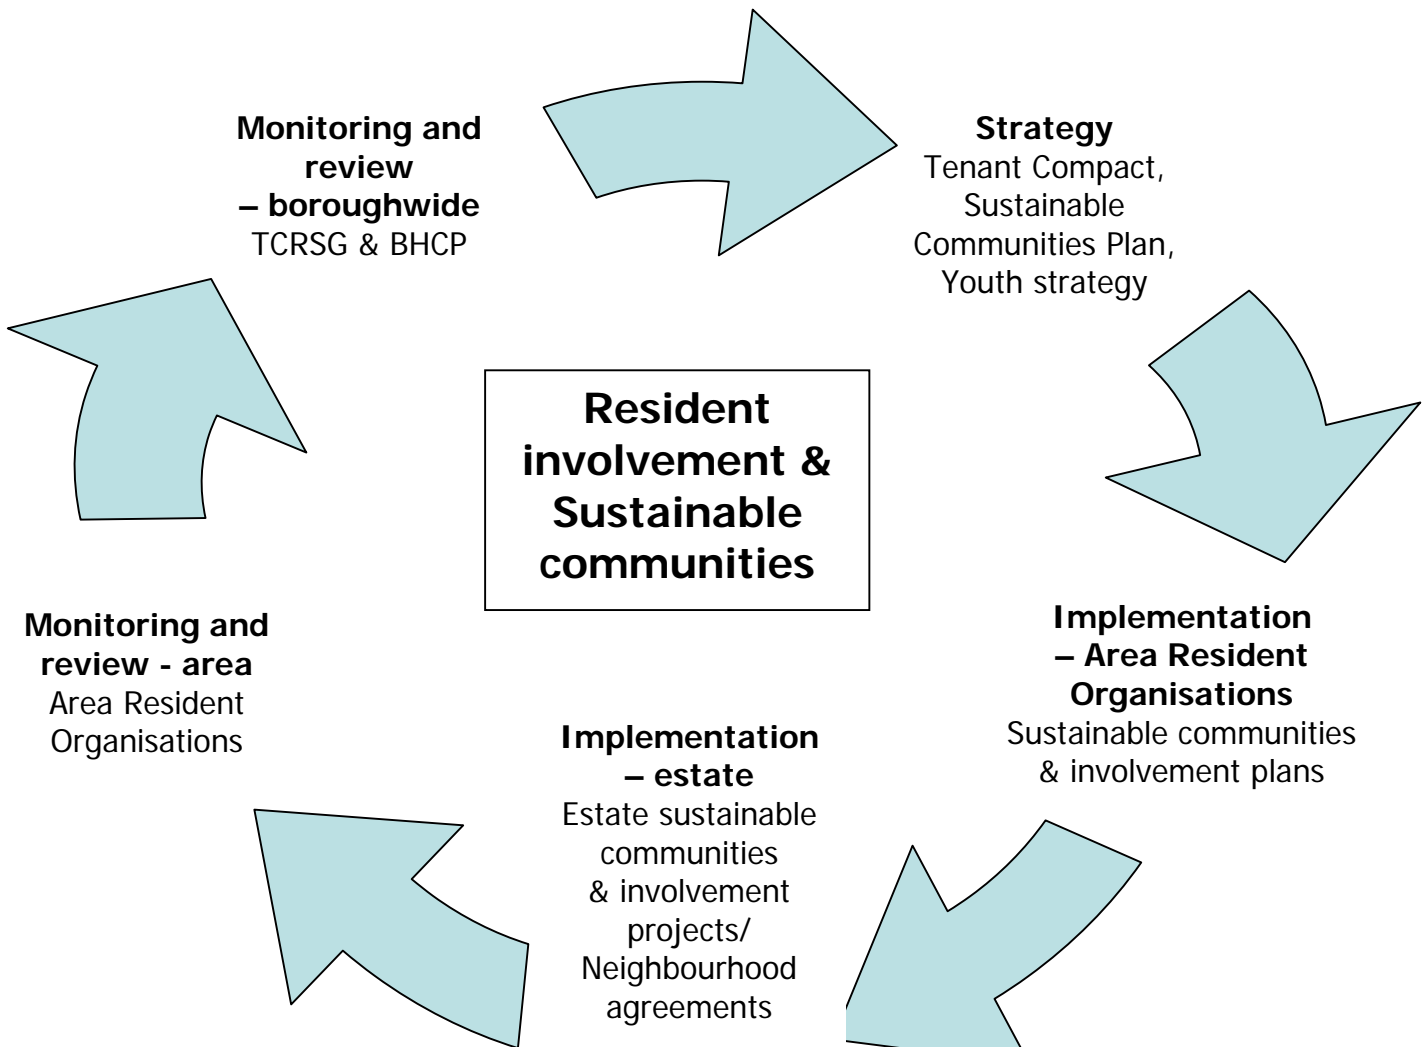 Monitoring and
review
– boroughwide
TCRSG & BHCP
Strategy
Tenant Compact,
Sustainable
Communities Plan,
Youth strategy
Resident
involvement &
Sustainable
communities
Implementation
– Area Resident
Organisations
Sustainable communities
& involvement plans
Implementation
– estate
Estate sustainable
communities
& involvement
projects/
Neighbourhood
agreements
Monitoring and
review - area
Area Resident
Organisations